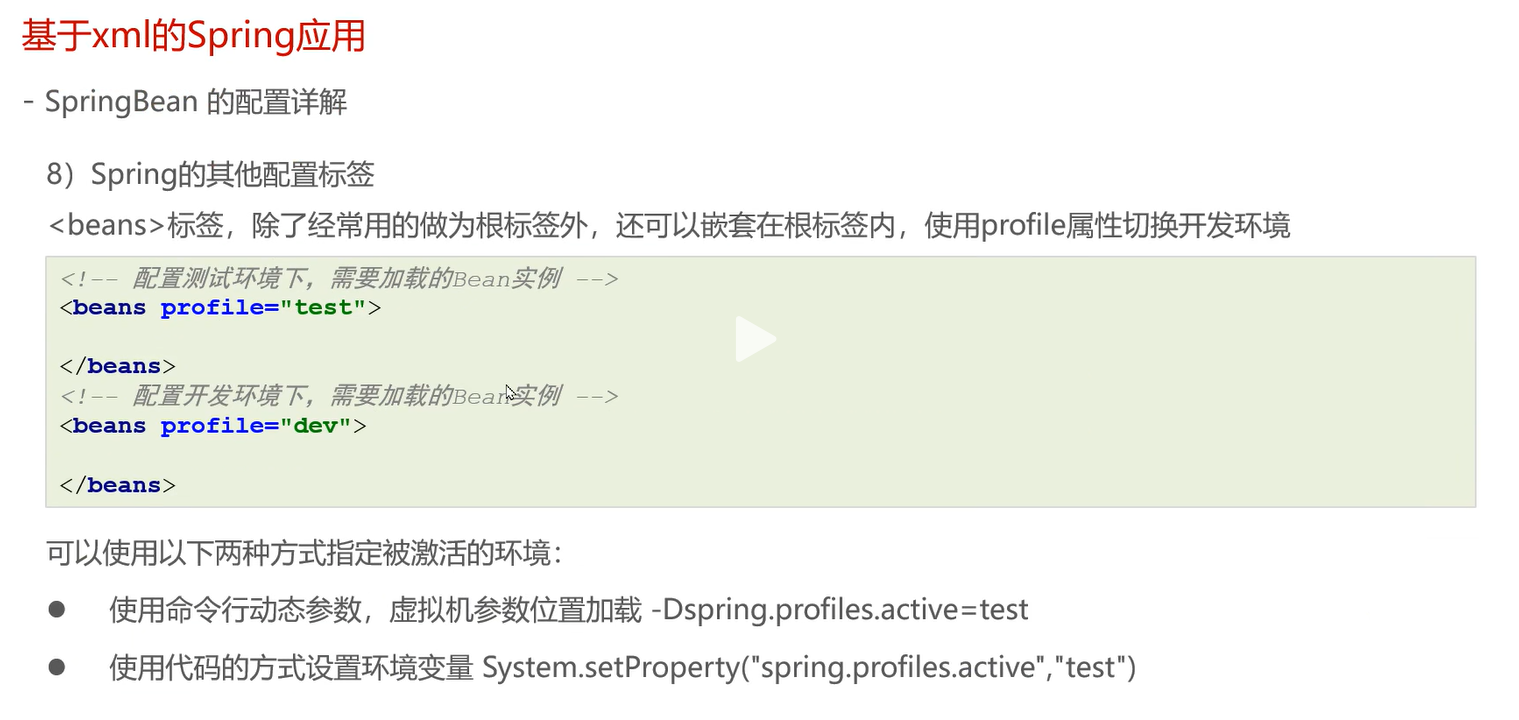 基于xml的Spring应用
- SpringBean 的配置详解
8）Spring的其他配置标签
<beans>标签，除了经常用的做为根标签外，还可以嵌套在根标签内，使用profile属性切换开发环境
<!-- 配置测试环境下，需要加载的Bean实例 -->
<beans profile="test">
</beans>
<!-- 配置开发环境下，需要加载的Bean实例 -->
<beans profile="dev">
</beans>
可以使用以下两种方式指定被激活的环境：
● 使用命令行动态参数，虚拟机参数位置加载 -Dspring.profiles.active=test
● 使用代码的方式设置环境变量 System.setProperty("spring.profiles.active","test")